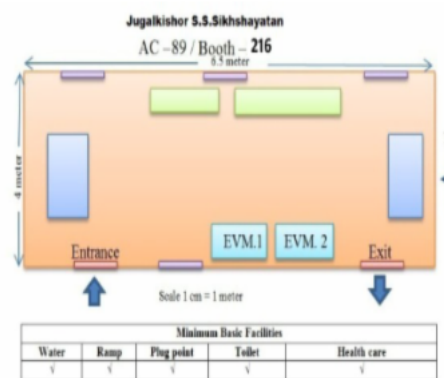 Jugalkishor S.S.Sikhshayatan
AC –89 / Booth – 216
6.5 meter
4 meter
EVM.1 EVM. 2
Entrance Exit
Scale 1 cm = 1 meter
Minimum Basic Facilities
Water Ramp Plug point Toilet Health care
√ √ √ √ √